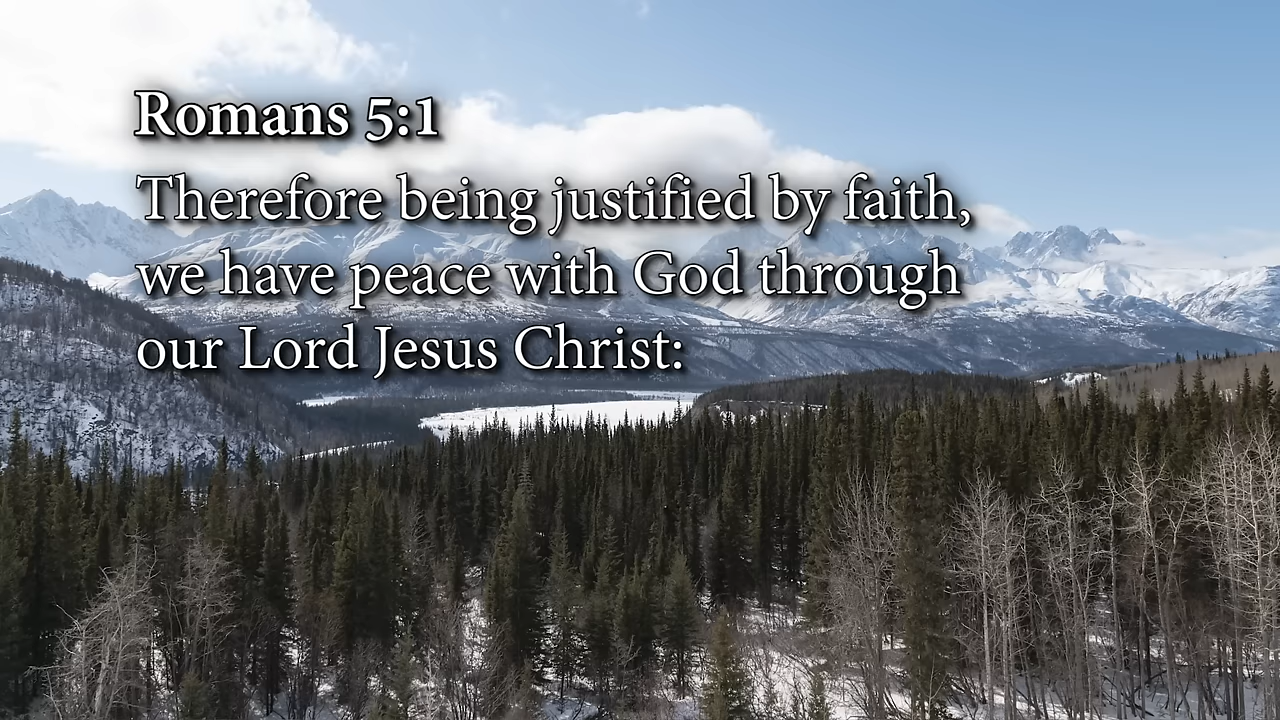 Romans 5:1
Therefore being justified by faith,
we have peace with God through
our Lord Jesus Christ: